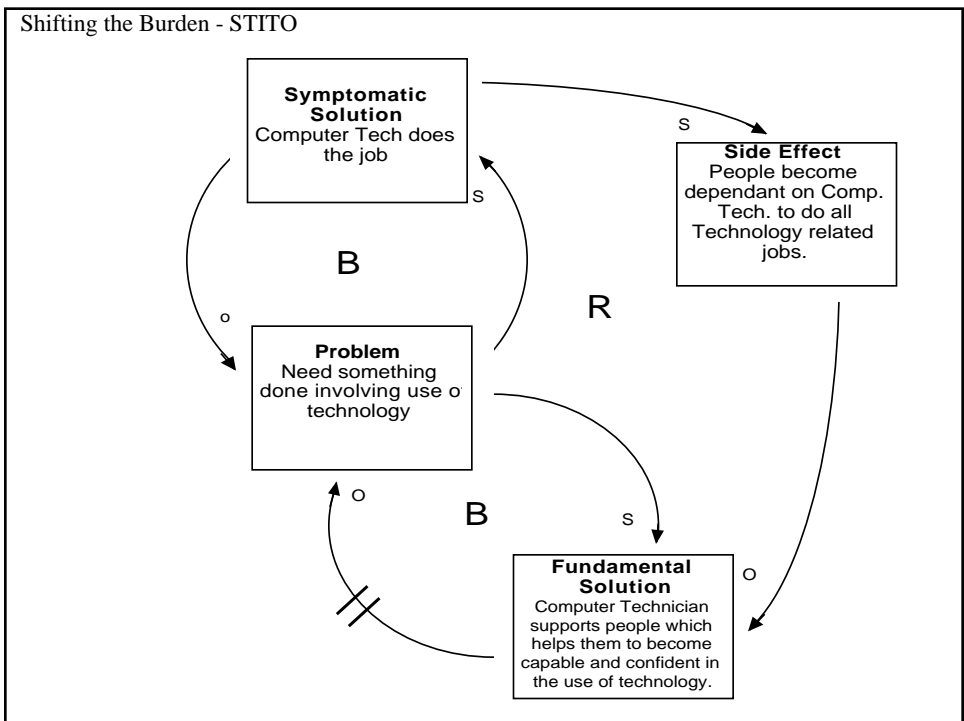 Shifting the Burden - STITO
Symptomatic
Solution
Computer Tech does
the job
S
S
Side Effect
People become
dependant on Comp.
Tech. to do all
Technology related
jobs.
B
R
o
Problem
Need something
done involving use o
technology
O
B
S
Fundamental
Solution
Computer Technician
supports people which
helps them to become
capable and confident in
the use of technology.
O